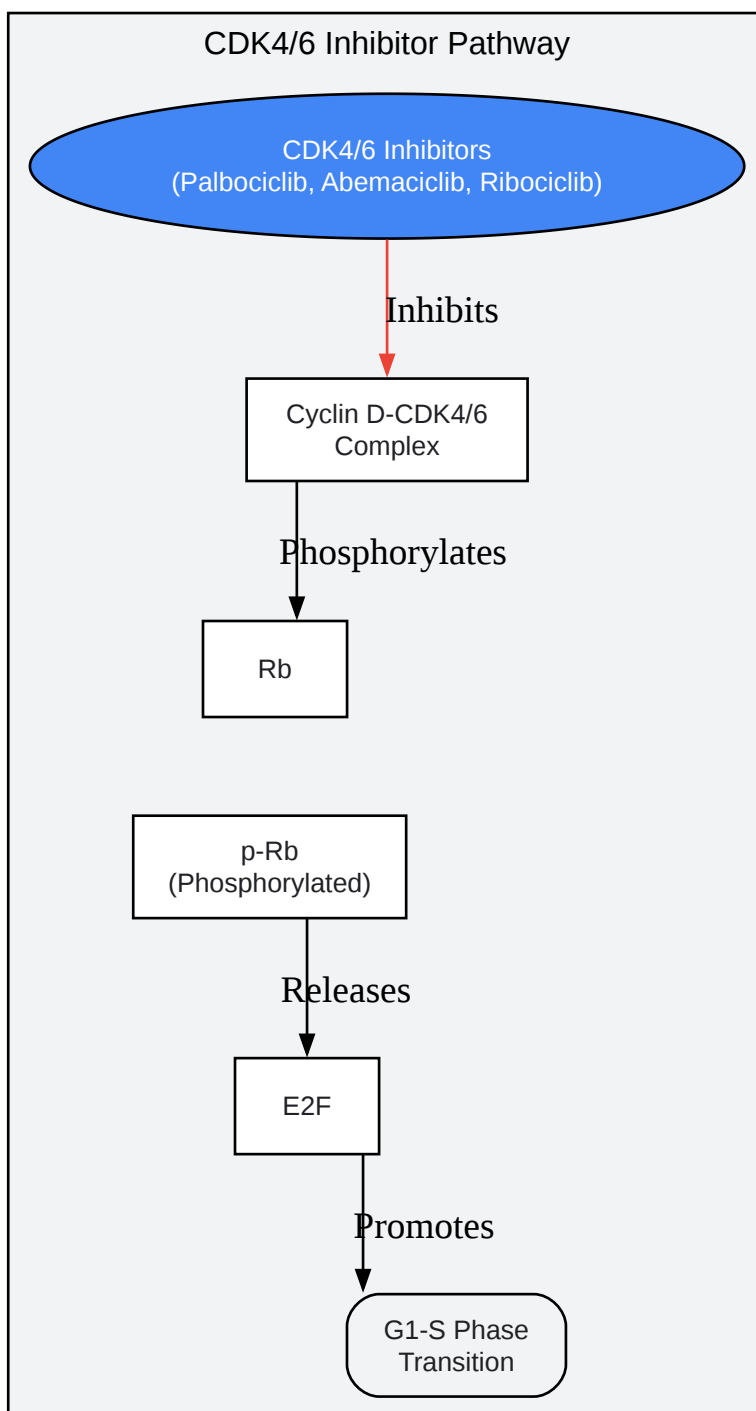 CDK4/6 Inhibitor Pathway
CDK4/6 Inhibitors
(Palbociclib, Abemaciclib, Ribociclib)
Inhibits
Cyclin D-CDK4/6
Complex
Phosphorylates
Rb
p-Rb
(Phosphorylated)
Releases
E2F
Promotes
G1-S Phase
Transition